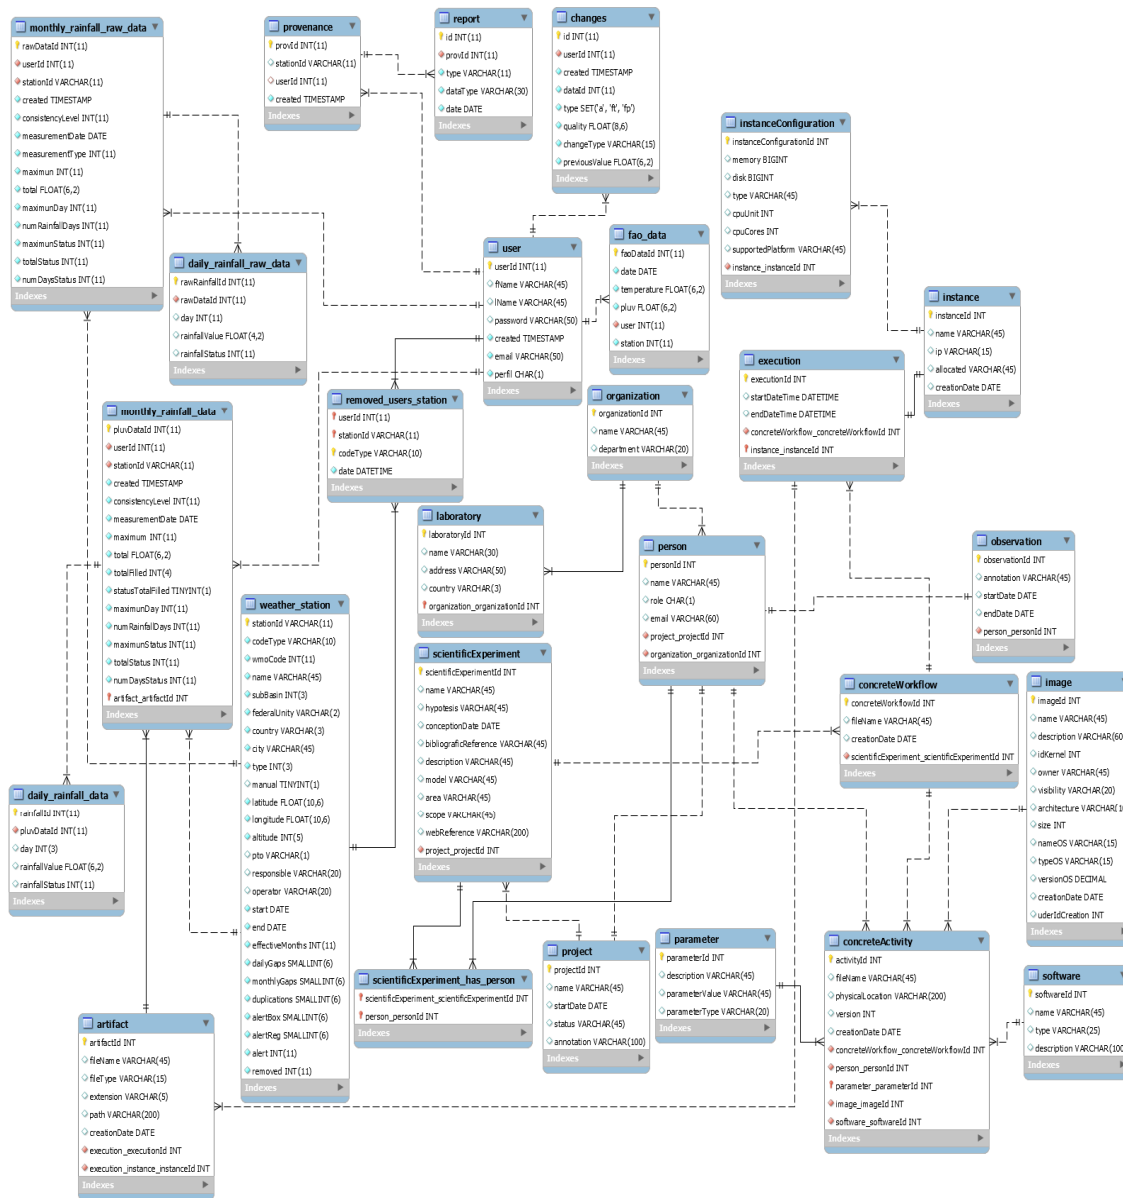 monthly_rainfall_raw_data
rawDataId INT(11)
userId INT(11)
stationId VARCHAR(11)
created TIMESTAMP
consistencyLevel INT(11)
measurementDate DATE
measurementType INT(11)
maximun INT(11)
total FLOAT(6,2)
maximunDay INT(11)
numRainfallDays INT(11)
maximunStatus INT(11)
totalStatus INT(11)
numDaysStatus INT(11)
Indexes
provenance
provId INT(11)
stationId VARCHAR(11)
userId INT(11)
created TIMESTAMP
Indexes
report
id INT(11)
provId INT(11)
type VARCHAR(11)
dataType VARCHAR(30)
date DATE
Indexes
changes
id INT(11)
userId INT(11)
created TIMESTAMP
dataId INT(11)
type SET('a', 'ft', 'fp')
quality FLOAT(8,6)
changeType VARCHAR(15)
previousValue FLOAT(6,2)
Indexes
instanceConfiguration
instanceConfigurationId INT
memory BIGINT
disk BIGINT
type VARCHAR(45)
cpuUnit INT
cpuCores INT
supportedPlatform VARCHAR(45)
instance_instanceId INT
Indexes
daily_rainfall_raw_data
rawRainfallId INT(11)
rawDataId INT(11)
day INT(11)
rainfallValue FLOAT(4,2)
rainfallStatus INT(11)
Indexes
user
userId INT(11)
fName VARCHAR(45)
lName VARCHAR(45)
password VARCHAR(50)
created TIMESTAMP
email VARCHAR(50)
perfil CHAR(1)
Indexes
fao_data
faoDataId INT(11)
date DATE
temperature FLOAT(6,2)
pluv FLOAT(6,2)
user INT(11)
station INT(11)
Indexes
instance
instanceId INT
name VARCHAR(45)
ip VARCHAR(15)
allocated VARCHAR(45)
creationDate DATE
Indexes
execution
executionId INT
startDateTime DATETIME
endDateTime DATETIME
concreteWorkflow_concreteWorkflowId INT
instance_instanceId INT
Indexes
removed_users_station
userId INT(11)
stationId VARCHAR(11)
codeType VARCHAR(10)
date DATETIME
Indexes
organization
organizationId INT
name VARCHAR(45)
department VARCHAR(20)
Indexes
monthly_rainfall_data
pluvDataId INT(11)
userId INT(11)
stationId VARCHAR(11)
created TIMESTAMP
consistencyLevel INT(11)
measurementDate DATE
maximum INT(11)
total FLOAT(6,2)
totalFilled INT(4)
statusTotalFilled TINYINT(1)
maximunDay INT(11)
numRainfallDays INT(11)
maximunStatus INT(11)
totalStatus INT(11)
numDaysStatus INT(11)
artifact_artifactId INT
Indexes
laboratory
laboratoryId INT
name VARCHAR(30)
address VARCHAR(50)
country VARCHAR(3)
organization_organizationId INT
Indexes
person
personId INT
name VARCHAR(45)
role CHAR(1)
email VARCHAR(60)
project_projectId INT
organization_organizationId INT
Indexes
observation
observationId INT
annotation VARCHAR(45)
startDate DATE
endDate DATE
person_personId INT
Indexes
weather_station
stationId VARCHAR(11)
codeType VARCHAR(10)
wmoCode INT(11)
name VARCHAR(45)
subBasin INT(3)
federalUnity VARCHAR(2)
country VARCHAR(3)
city VARCHAR(45)
type INT(3)
manual TINYINT(1)
latitude FLOAT(10,6)
longitude FLOAT(10,6)
altitude INT(5)
pto VARCHAR(1)
responsible VARCHAR(20)
operator VARCHAR(20)
start DATE
end DATE
effectiveMonths INT(11)
dailyGaps SMALLINT(6)
monthlyGaps SMALLINT(6)
duplications SMALLINT(6)
alertBox SMALLINT(6)
alertReg SMALLINT(6)
alert INT(11)
removed INT(11)
Indexes
scientificExperiment
scientificExperimentId INT
name VARCHAR(45)
hypotesis VARCHAR(45)
conceptionDate DATE
bibliograficReference VARCHAR(45)
description VARCHAR(45)
model VARCHAR(45)
area VARCHAR(45)
scope VARCHAR(45)
webReference VARCHAR(200)
project_projectId INT
Indexes
concreteWorkflow
concreteWorkflowId INT
fileName VARCHAR(45)
creationDate DATE
scientificExperiment_scientificExperimentId INT
Indexes
image
imageId INT
name VARCHAR(45)
description VARCHAR(60
idKernel INT
owner VARCHAR(45)
visibility VARCHAR(20)
architecture VARCHAR(10
size INT
nameOS VARCHAR(15)
typeOS VARCHAR(15)
versionOS DECIMAL
creationDate DATE
uderIdCreation INT
Indexes
daily_rainfall_data
rainfallId INT(11)
pluvDataId INT(11)
day INT(3)
rainfallValue FLOAT(6,2)
rainfallStatus INT(11)
Indexes
scientificExperiment_has_person
scientificExperiment_scientificExperimentId INT
person_personId INT
Indexes
project
projectId INT
name VARCHAR(45)
startDate DATE
status VARCHAR(45)
annotation VARCHAR(100)
Indexes
parameter
parameterId INT
description VARCHAR(45)
parameterValue VARCHAR(45)
parameterType VARCHAR(20)
Indexes
concreteActivity
activityId INT
fileName VARCHAR(45)
physicalLocation VARCHAR(200)
version INT
creationDate DATE
concreteWorkflow_concreteWorkflowId INT
person_personId INT
parameter_parameterId INT
image_imageId INT
software_softwareId INT
Indexes
software
softwareId INT
name VARCHAR(45)
type VARCHAR(25)
description VARCHAR(100
Indexes
artifact
artifactId INT
fileName VARCHAR(45)
fileType VARCHAR(15)
extension VARCHAR(5)
path VARCHAR(200)
creationDate DATE
execution_executionId INT
execution_instance_instanceId INT
Indexes